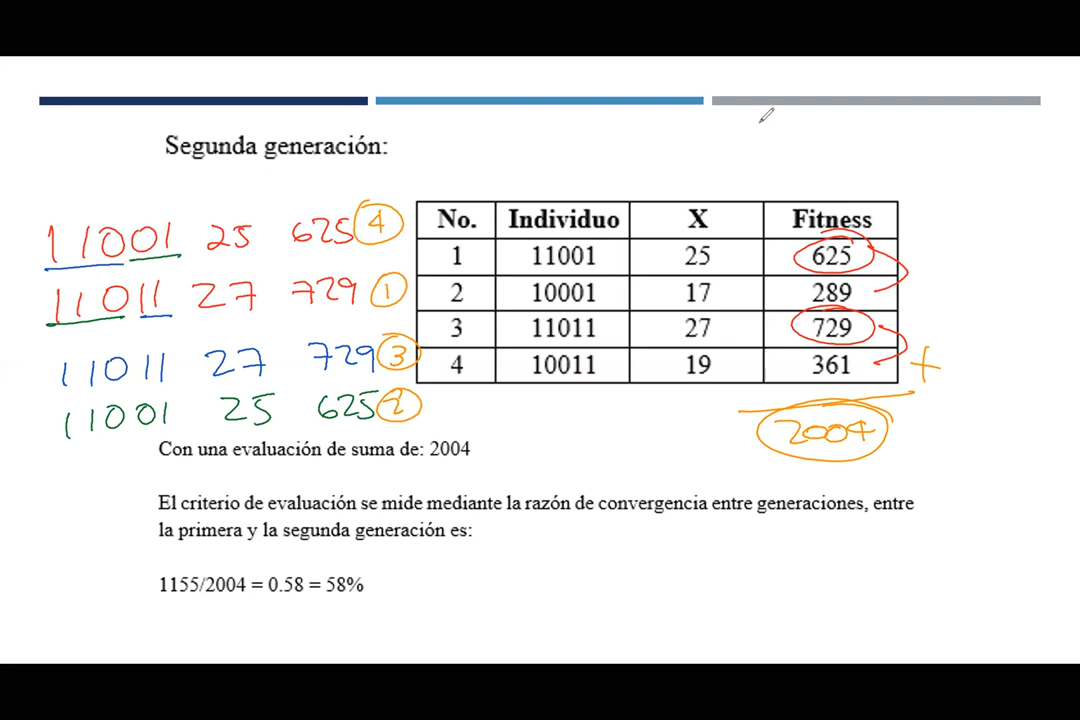 Segunda generación:
11001 25 625 4
11011 27 729 1
11011 27 729 3
11001 25 625 2
No. Individuo X Fitness
1 11001 25 625
2 10001 17 289
3 11011 27 729
4 10011 19 361
+
2004
Con una evaluación de suma de: 2004
El criterio de evaluación se mide mediante la razón de convergencia entre generaciones, entre
la primera y la segunda generación es:
1155/2004 = 0.58 = 58%